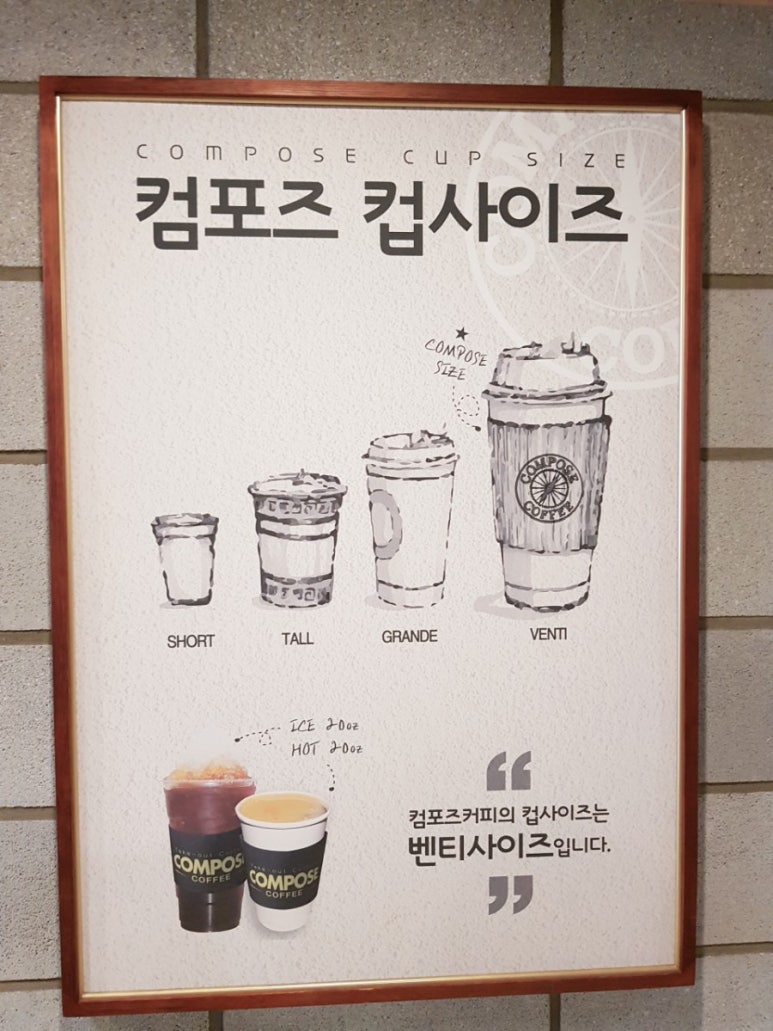 COMPOSE CUP SIZE
컴포즈 컵사이즈
COMPOSE
SIZE
COMPOSE
COFFEE
SHORT
TALL
GRANDE
VENTI
ICE 20oz
HOT 20oz
COMPOSE
COFFEE
COMPOSE
COFFEE
“
컴포즈커피의 컵사이즈는
벤티사이즈입니다.
”